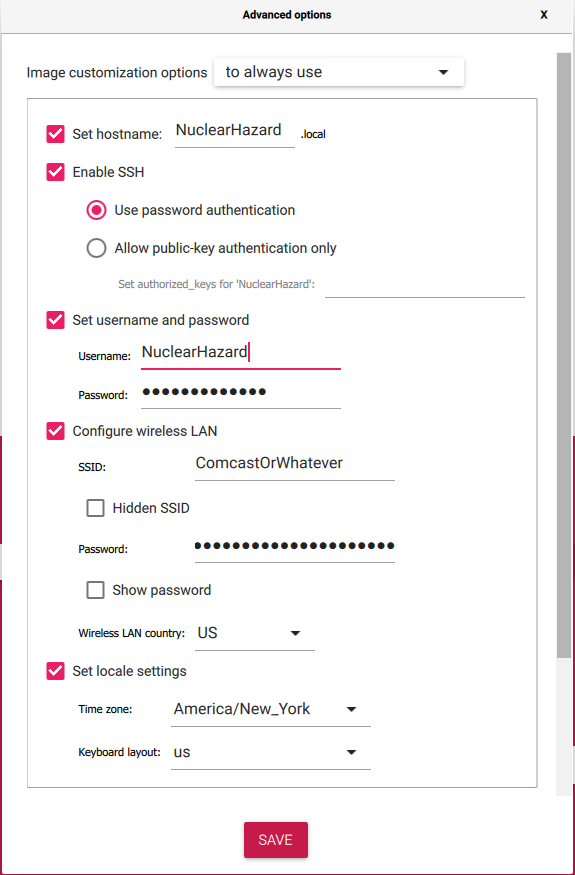 Advanced options X
Image customization options to always use
Set hostname: NuclearHazard .local
Enable SSH
Use password authentication
Allow public-key authentication only
Set authorized_keys for 'NuclearHazard':
Set username and password
Username: NuclearHazard
Password: ●●●●●●●●●●●●●
Configure wireless LAN
SSID: ComcastOrWhatever
Hidden SSID
Password: ●●●●●●●●●●●●●●●●●●●●●
Show password
Wireless LAN country: US
Set locale settings
Time zone: America/New_York
Keyboard layout: us
SAVE